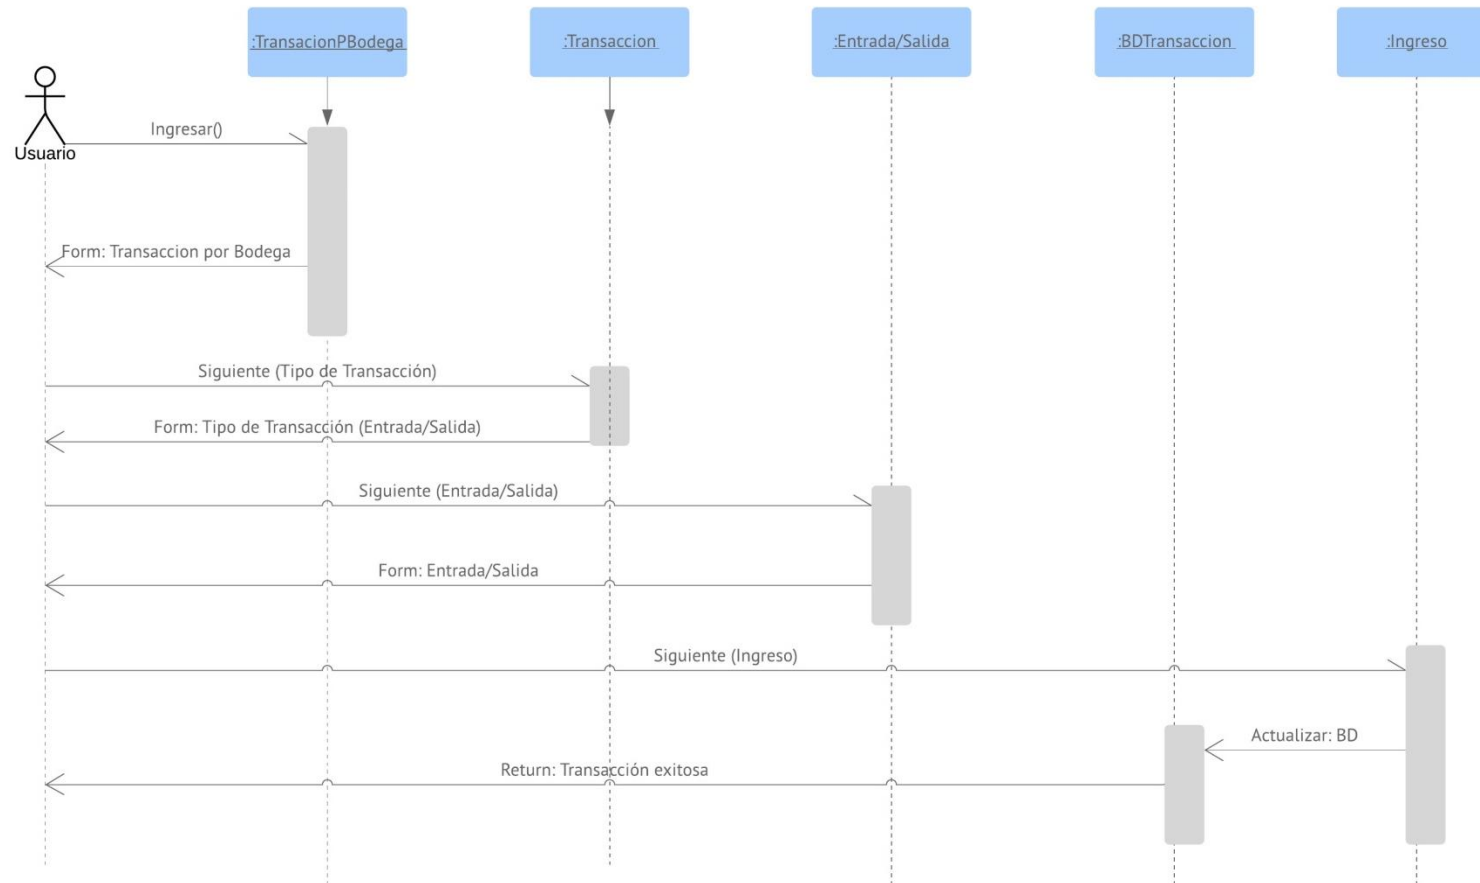 :TransacionPBodega
:Transaccion
:Entrada/Salida
:BDTransaccion
:Ingreso
Ingresar()
Usuario
Form: Transaccion por Bodega
Siguiente (Tipo de Transacción)
Form: Tipo de Transacción (Entrada/Salida)
Siguiente (Entrada/Salida)
Form: Entrada/Salida
Siguiente (Ingreso)
Actualizar: BD
Return: Transacción exitosa